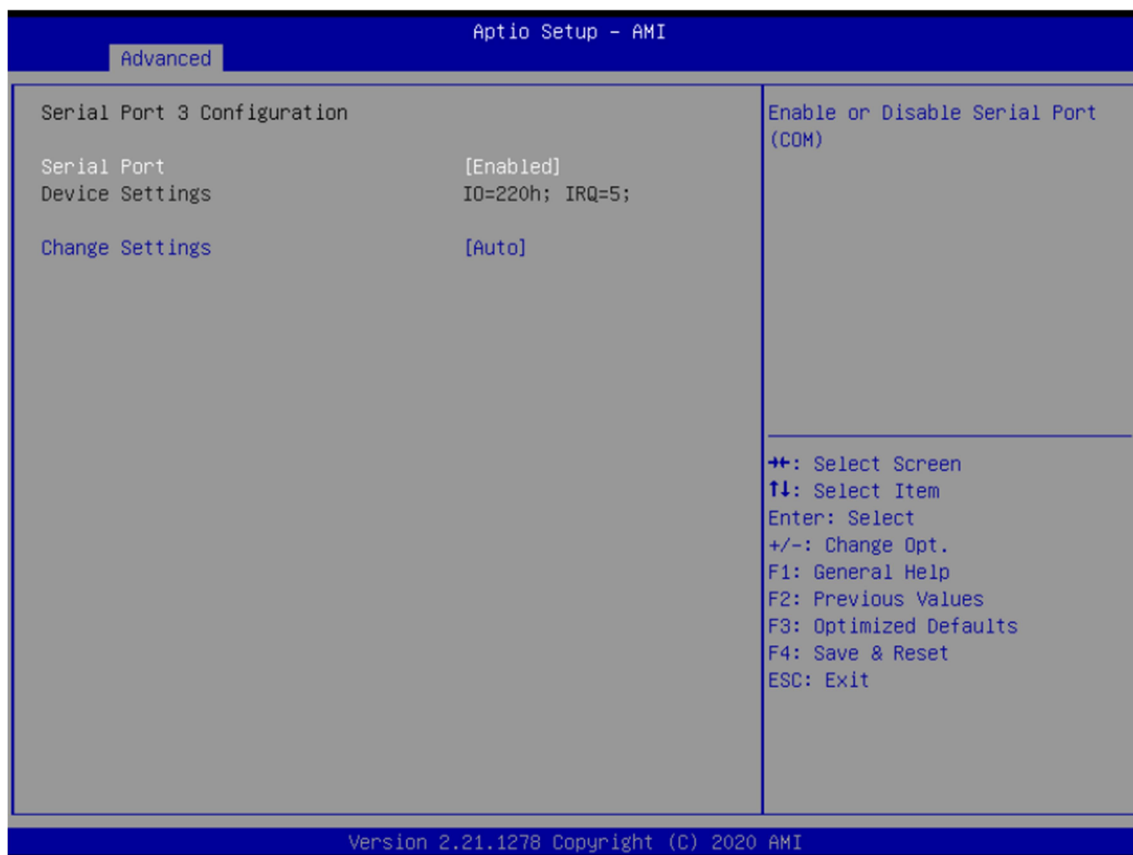 Aptio Setup – AMI
Advanced
Serial Port 3 Configuration
Serial Port [Enabled]
Device Settings IO=220h; IRQ=5;
Change Settings [Auto]
Enable or Disable Serial Port
(COM)
→←: Select Screen
↑↓: Select Item
Enter: Select
+/-: Change Opt.
F1: General Help
F2: Previous Values
F3: Optimized Defaults
F4: Save & Reset
ESC: Exit
Version 2.21.1278 Copyright (C) 2020 AMI